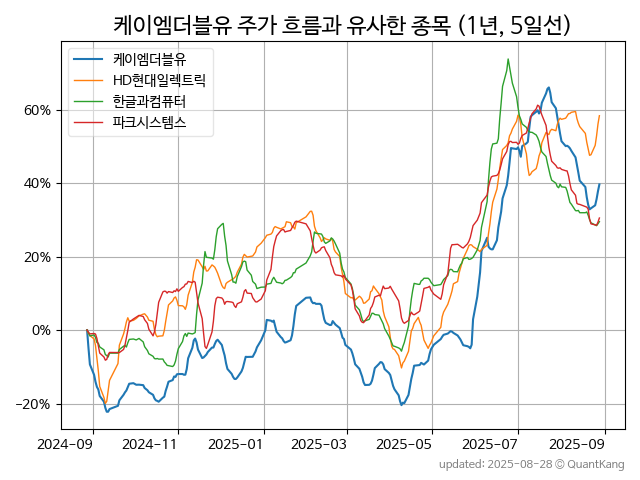 케이엠더블유 주가 흐름과 유사한 종목 (1년, 5일선)
케이엠더블유
HD현대일렉트릭
한글과컴퓨터
파크시스템스
60%
40%
20%
0%
−20%
2024-09 2024-11 2025-01 2025-03 2025-05 2025-07 2025-09
updated: 2025-08-28 © QuantKang